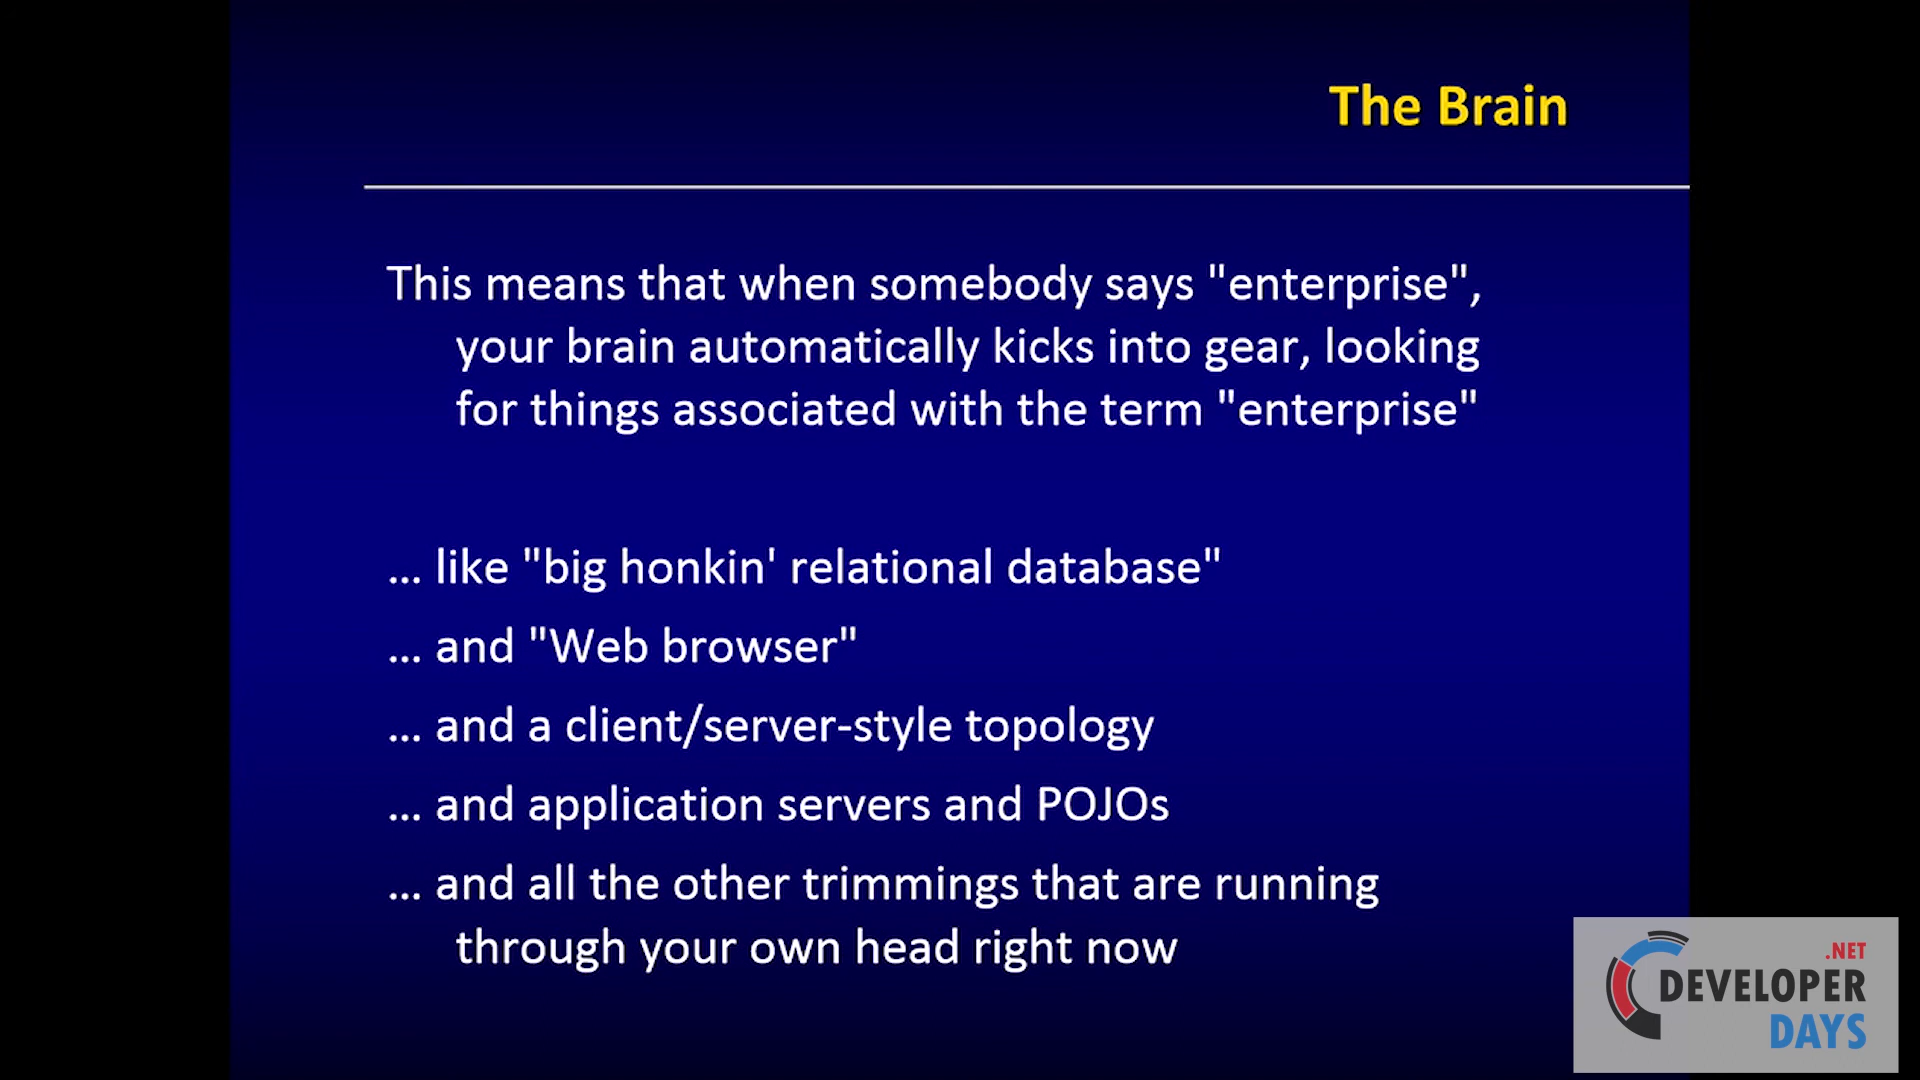 The Brain
This means that when somebody says "enterprise",
your brain automatically kicks into gear, looking
for things associated with the term "enterprise"
... like "big honkin' relational database"
... and "Web browser"
... and a client/server-style topology
... and application servers and POJOs
... and all the other trimmings that are running
through your own head right now
.NET
DEVELOPER
DAYS